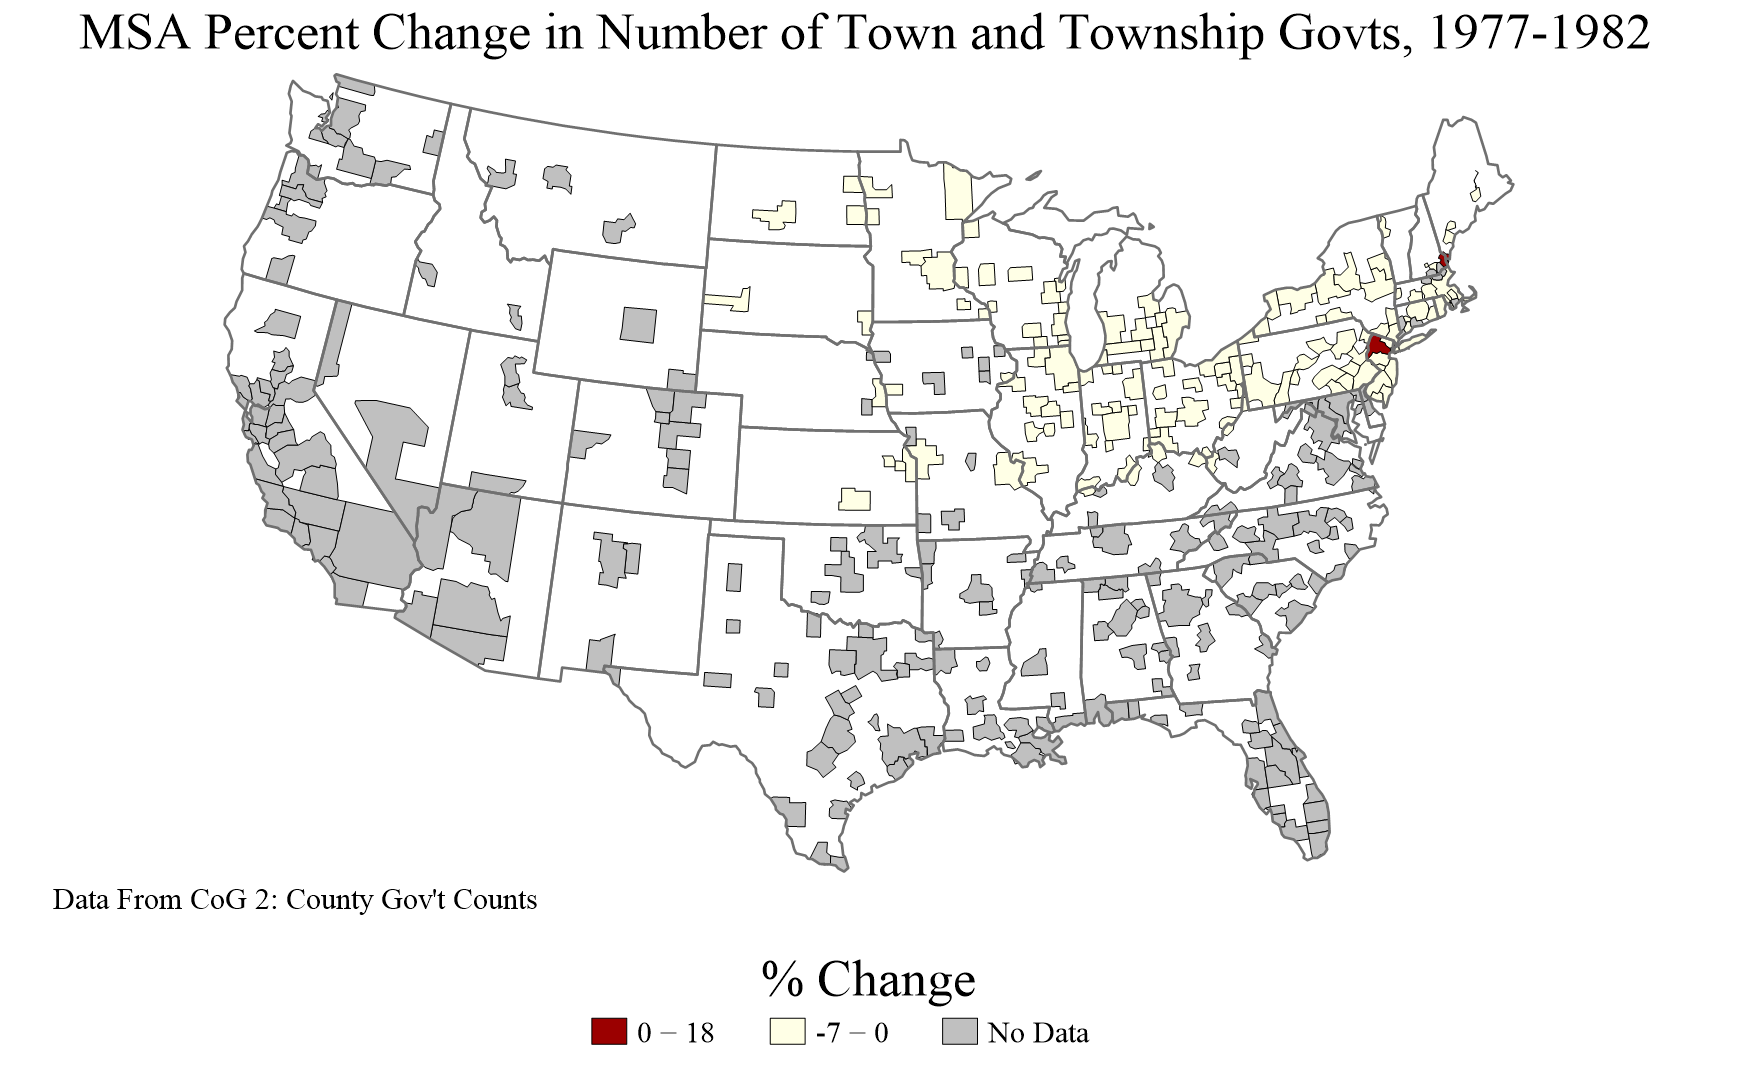 MSA Percent Change in Number of Town and Township Govts, 1977-1982
Data From CoG 2: County Gov't Counts
% Change
0 – 18
-7 – 0
No Data